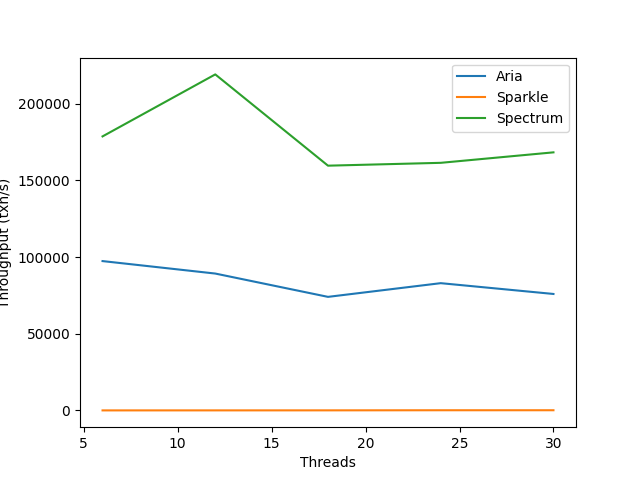 Aria
Sparkle
Spectrum
200000
150000
100000
50000
0
Throughput (txn/s)
5
10
15
20
25
30
Threads